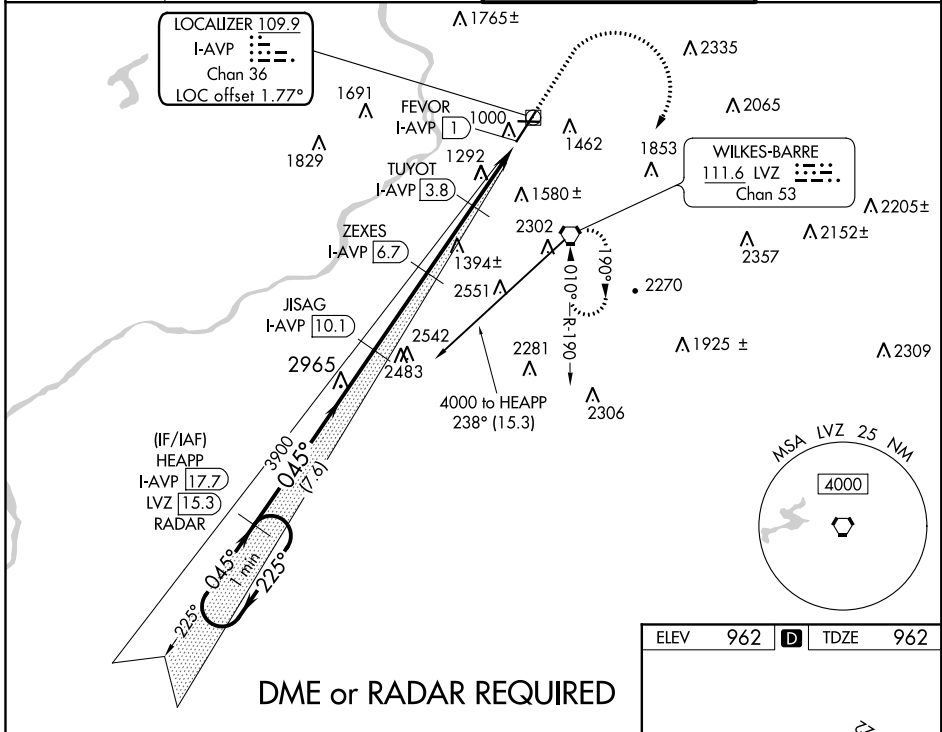 LOCALIZER 109.9
I-AVP
Chan 36
LOC offset 1.77°
1765±
2335
1691
FEVOR
I-AVP 1
1000
2065
1829
1462
1853
WILKES-BARRE
111.6 LVZ
Chan 53
TUYOT
I-AVP 3.8
1292
1580 ±
2205±
ZEXES
I-AVP 6.7
2302
2152±
1394±
2357
190°
2551
2270
010°
R-190
JISAG
I-AVP 10.1
2542
2483
2965
2281
1925 ±
2309
4000 to HEAPP
238° (15.3)
2306
(IF/IAF)
HEAPP
I-AVP 17.7
LVZ 15.3
RADAR
3900
045°
(7.6)
MSA LVZ 25 NM
4000
045°
1 min
225°
225°
ELEV 962 D TDZE 962
DME or RADAR REQUIRED
22